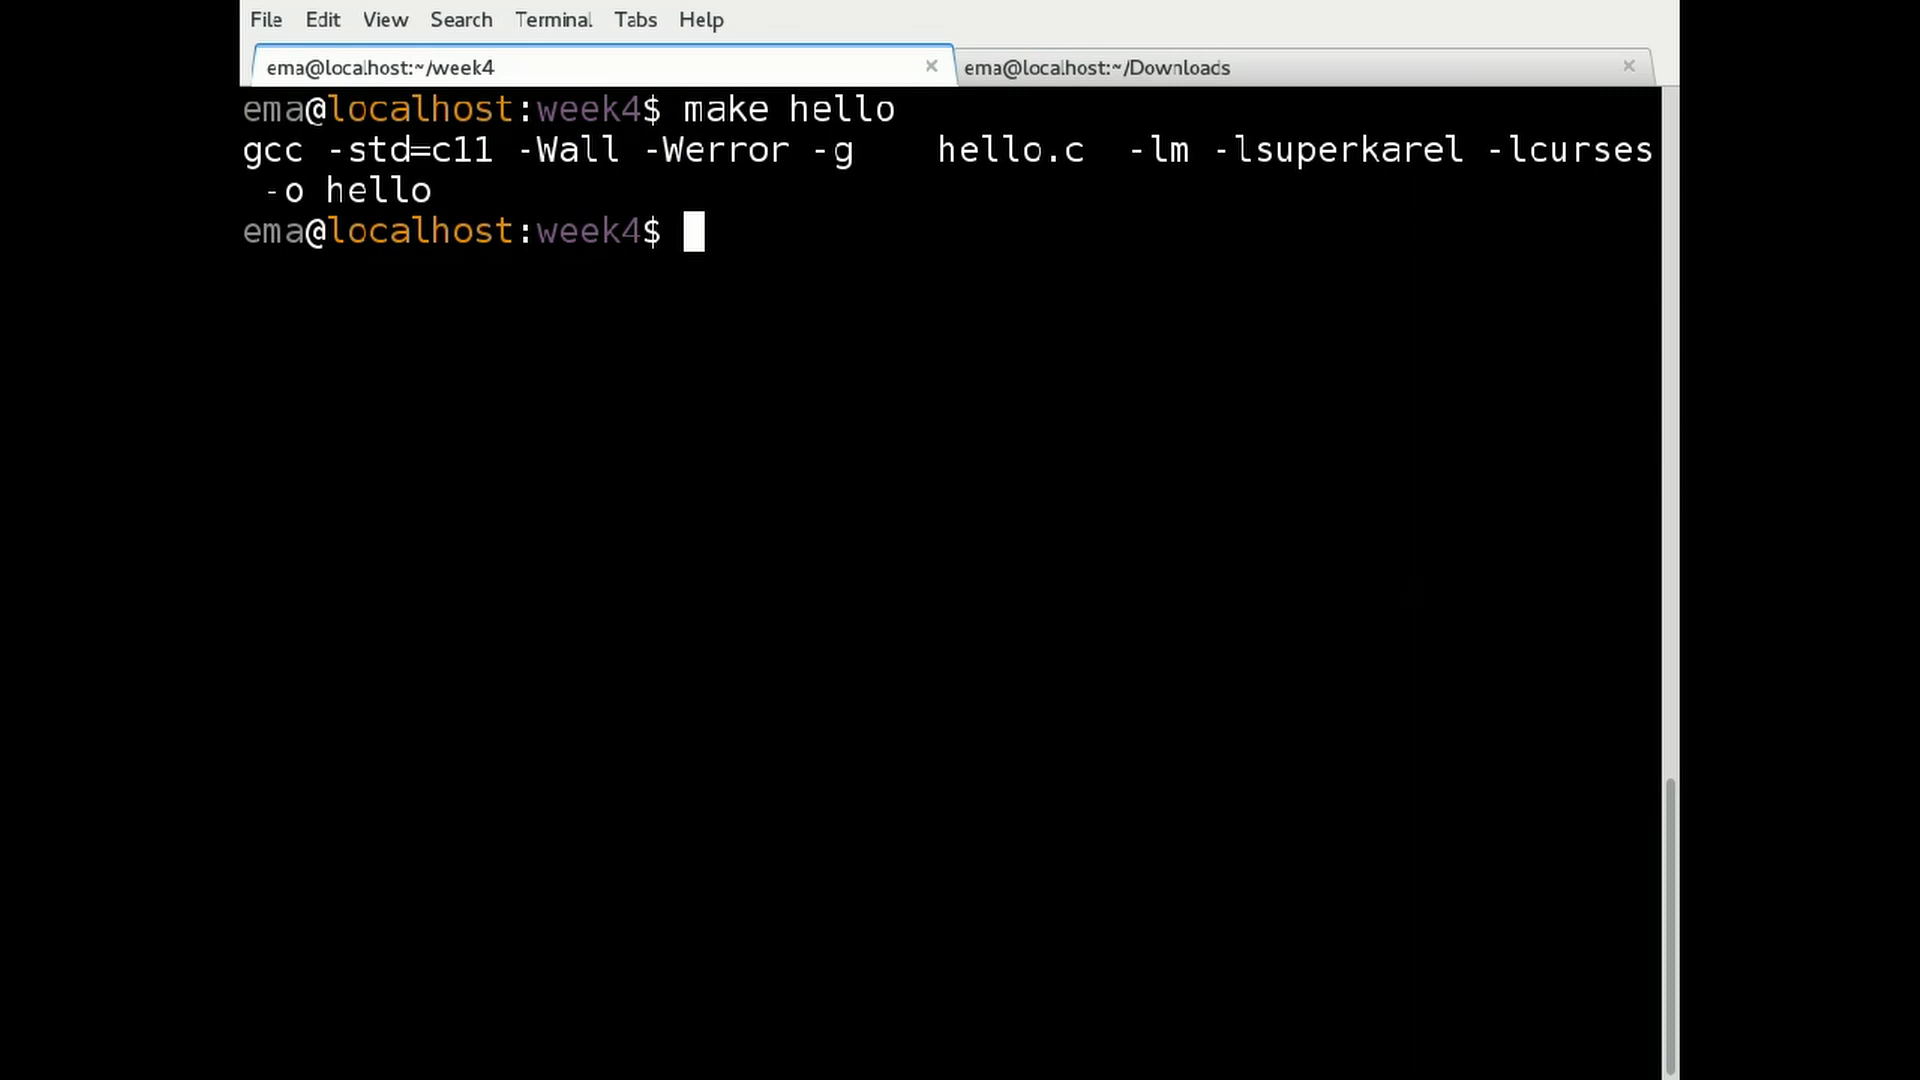 File Edit View Search Terminal Tabs Help
ema@localhost:~/week4 × ema@localhost:~/Downloads ×
ema@localhost:week4$ make hello
gcc -std=c11 -Wall -Werror -g    hello.c  -lm -lsuperkarel -lcurses
 -o hello
ema@localhost:week4$